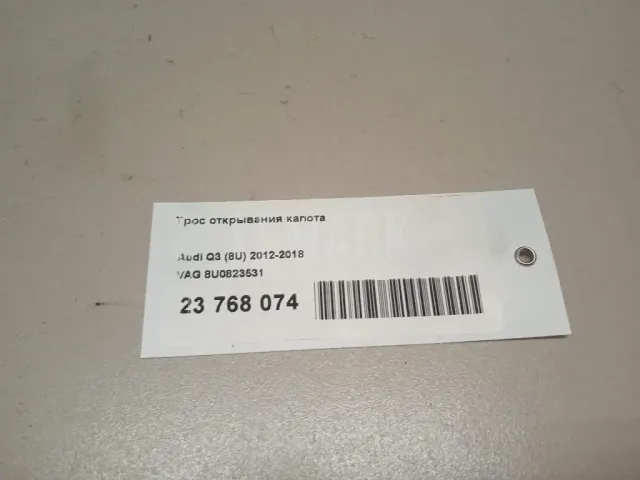 Трос открывания капота
Audi Q3 (8U) 2012-2018
VAG 8U0823531
23 768 074